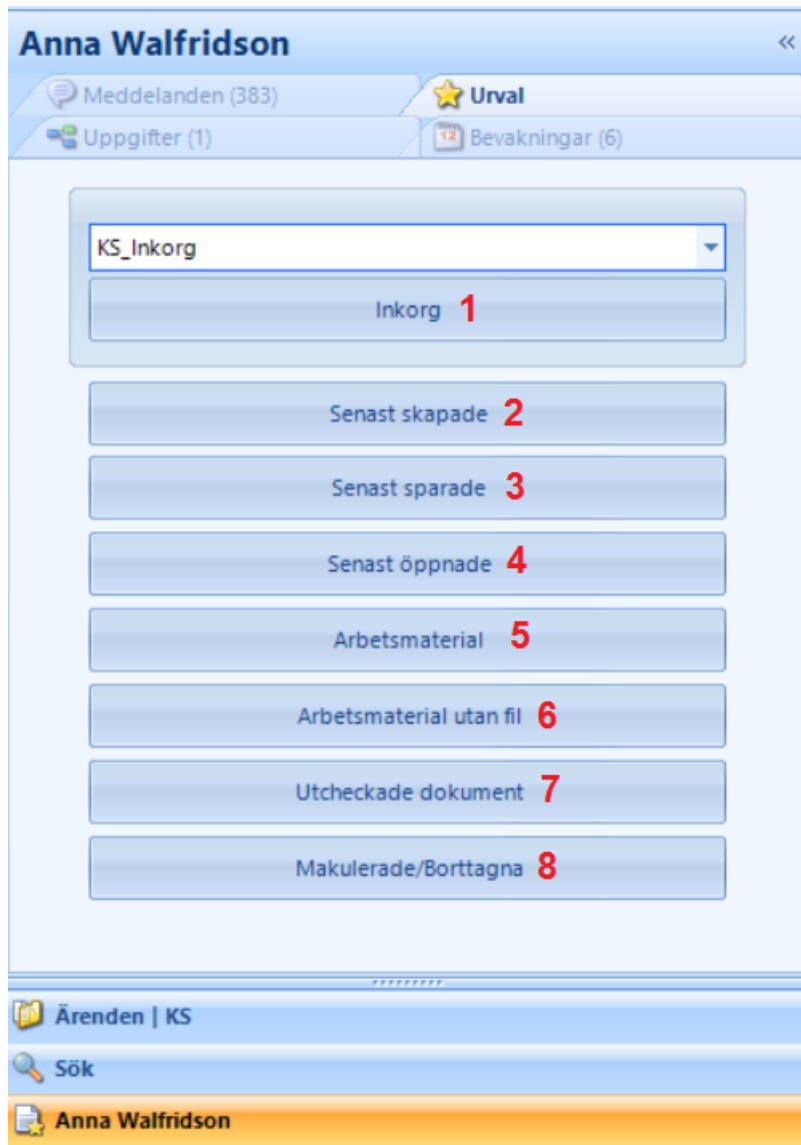 Anna Walfridson «
Meddelanden (383) Urval
Uppgifter (1) 12 Bevakningar (6)
KS_Inkorg
Inkorg 1
Senast skapade 2
Senast sparade 3
Senast öppnade 4
Arbetsmaterial 5
Arbetsmaterial utan fil 6
Utcheckade dokument 7
Makulerade/Borttagna 8
Ärenden | KS
Sök
Anna Walfridson